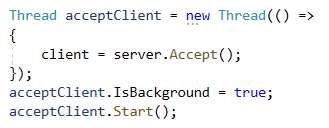 Thread acceptClient = new Thread(() =>
{
    client = server.Accept();
});
acceptClient.IsBackground = true;
acceptClient.Start();